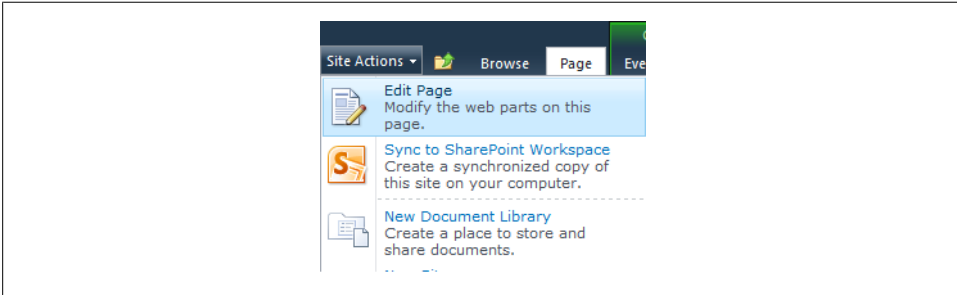 Site Actions Browse Page Eve
Edit Page
Modify the web parts on this
page.
Sync to SharePoint Workspace
Create a synchronized copy of
this site on your computer.
New Document Library
Create a place to store and
share documents.